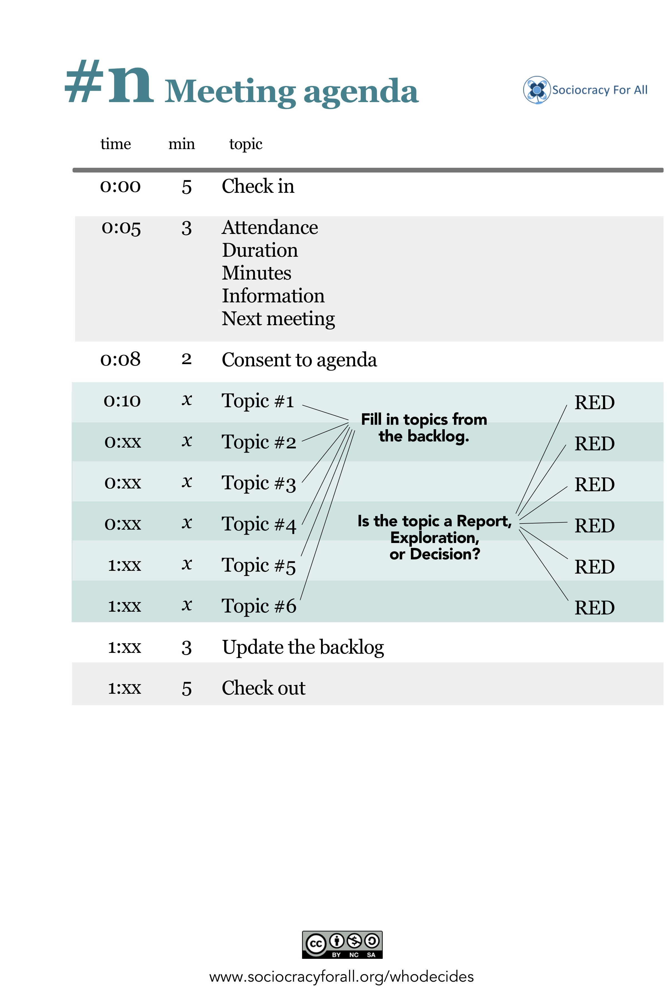 #n Meeting agenda
Sociocracy For All
time min topic
0:00 5 Check in
0:05 3 Attendance
Duration
Minutes
Information
Next meeting
0:08 2 Consent to agenda
0:10 x Topic #1 RED
Fill in topics from
the backlog.
0:xx x Topic #2 RED
0:xx x Topic #3 RED
0:xx x Topic #4 RED
Is the topic a Report,
Exploration,
or Decision?
1:xx x Topic #5 RED
1:xx x Topic #6 RED
1:xx 3 Update the backlog
1:xx 5 Check out
cc BY NC SA
www.sociocracyforall.org/whodecides